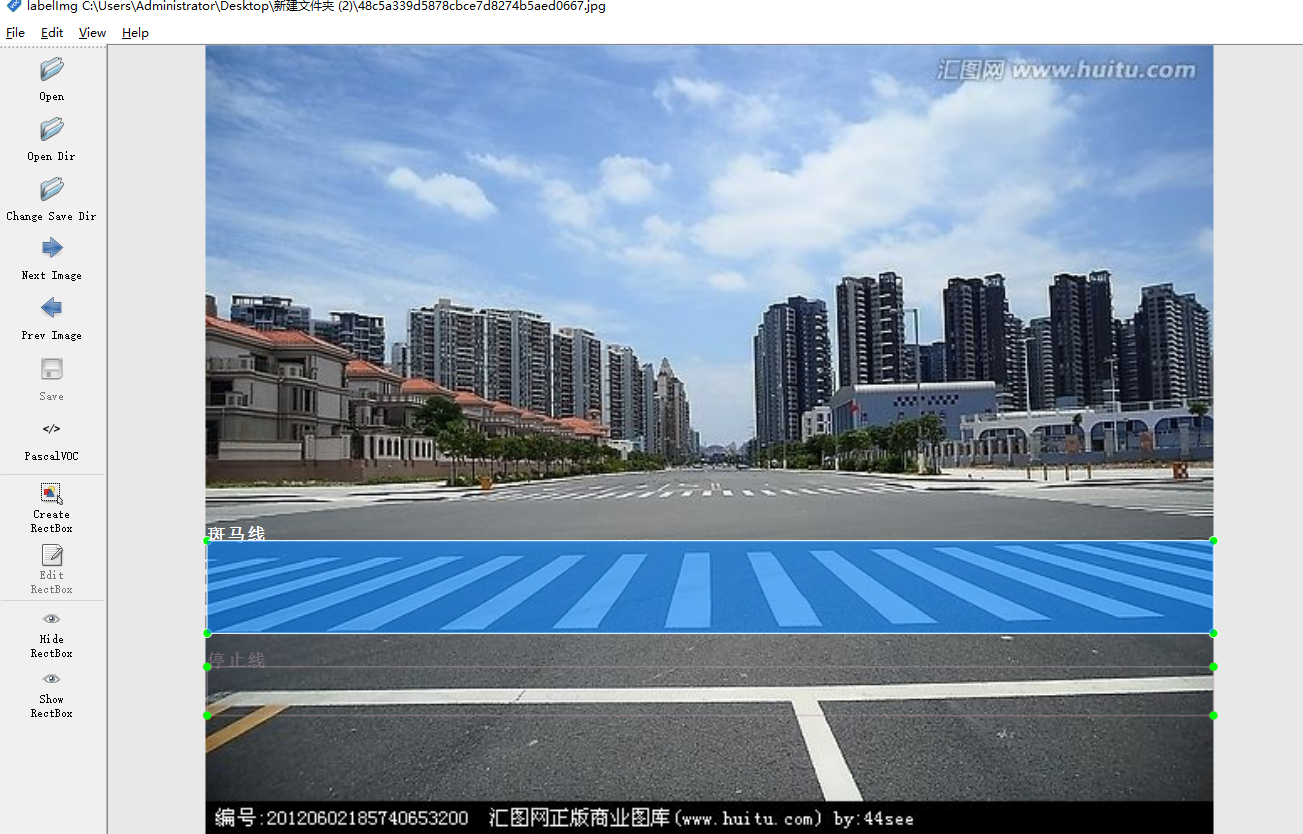 labelImg C:\Users\Administrator\Desktop\新建文件夹 (2)\48c5a339d5878cbce7d8274b5aed0667.jpg
File Edit View Help
Open
Open Dir
Change Save Dir
Next Image
Prev Image
Save
</>
PascalVOC
Create
RectBox
Edit
RectBox
Hide
RectBox
Show
RectBox
汇图网 www.huitu.com
斑马线
停止线
编号:20120602185740653200 汇图网正版商业图库(www.huitu.com) by:44see